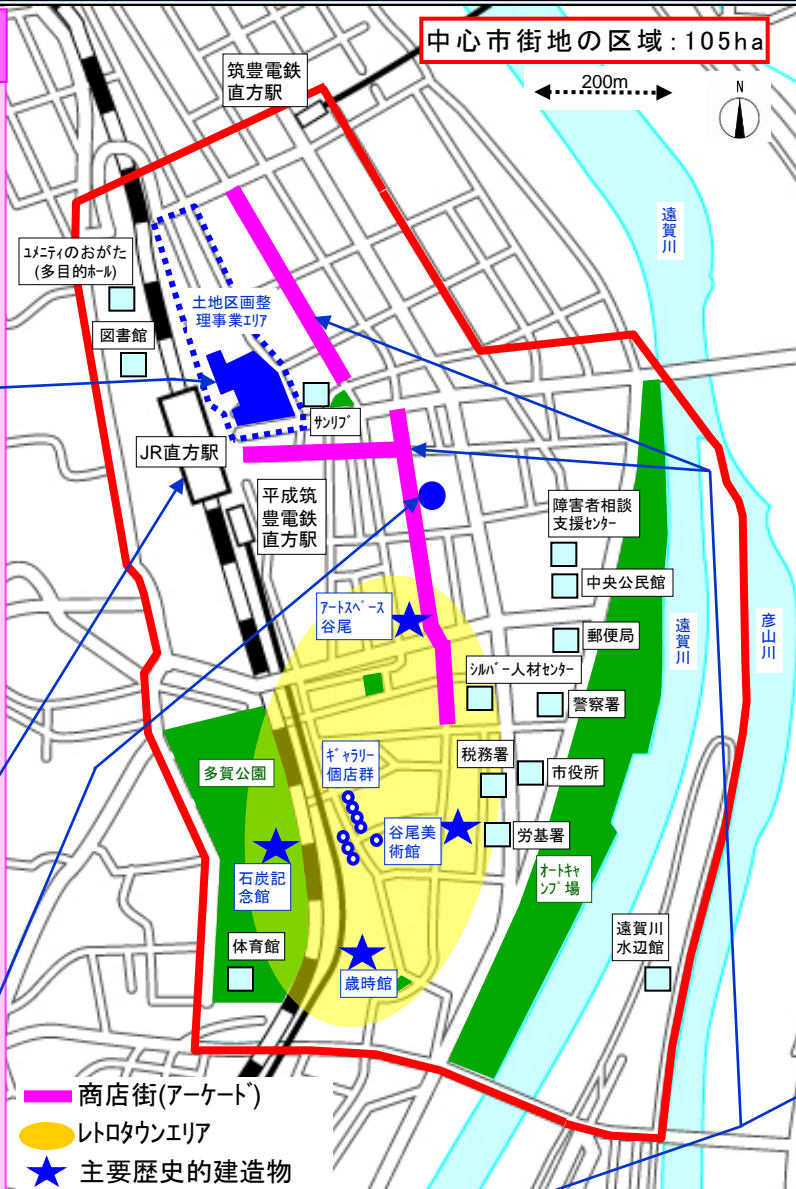 中心市街地の区域:105ha
200m
N
筑豊電鉄
直方駅
遠賀川
ユメニティのおがた
(多目的ホール)
図書館
土地区画整
理事業エリア
サンリブ
JR直方駅
平成筑
豊電鉄
直方駅
障害者相談
支援センター
中央公民館
アートスペース
谷尾
郵便局
遠賀川
彦山川
シルバー人材センター
警察署
多賀公園
ギャラリー
個店群
税務署
市役所
谷尾美
術館
労基署
石炭記
念館
オートキャ
ンプ場
体育館
歳時館
遠賀川
水辺館
商店街(アーケード)
レトロタウンエリア
主要歴史的建造物